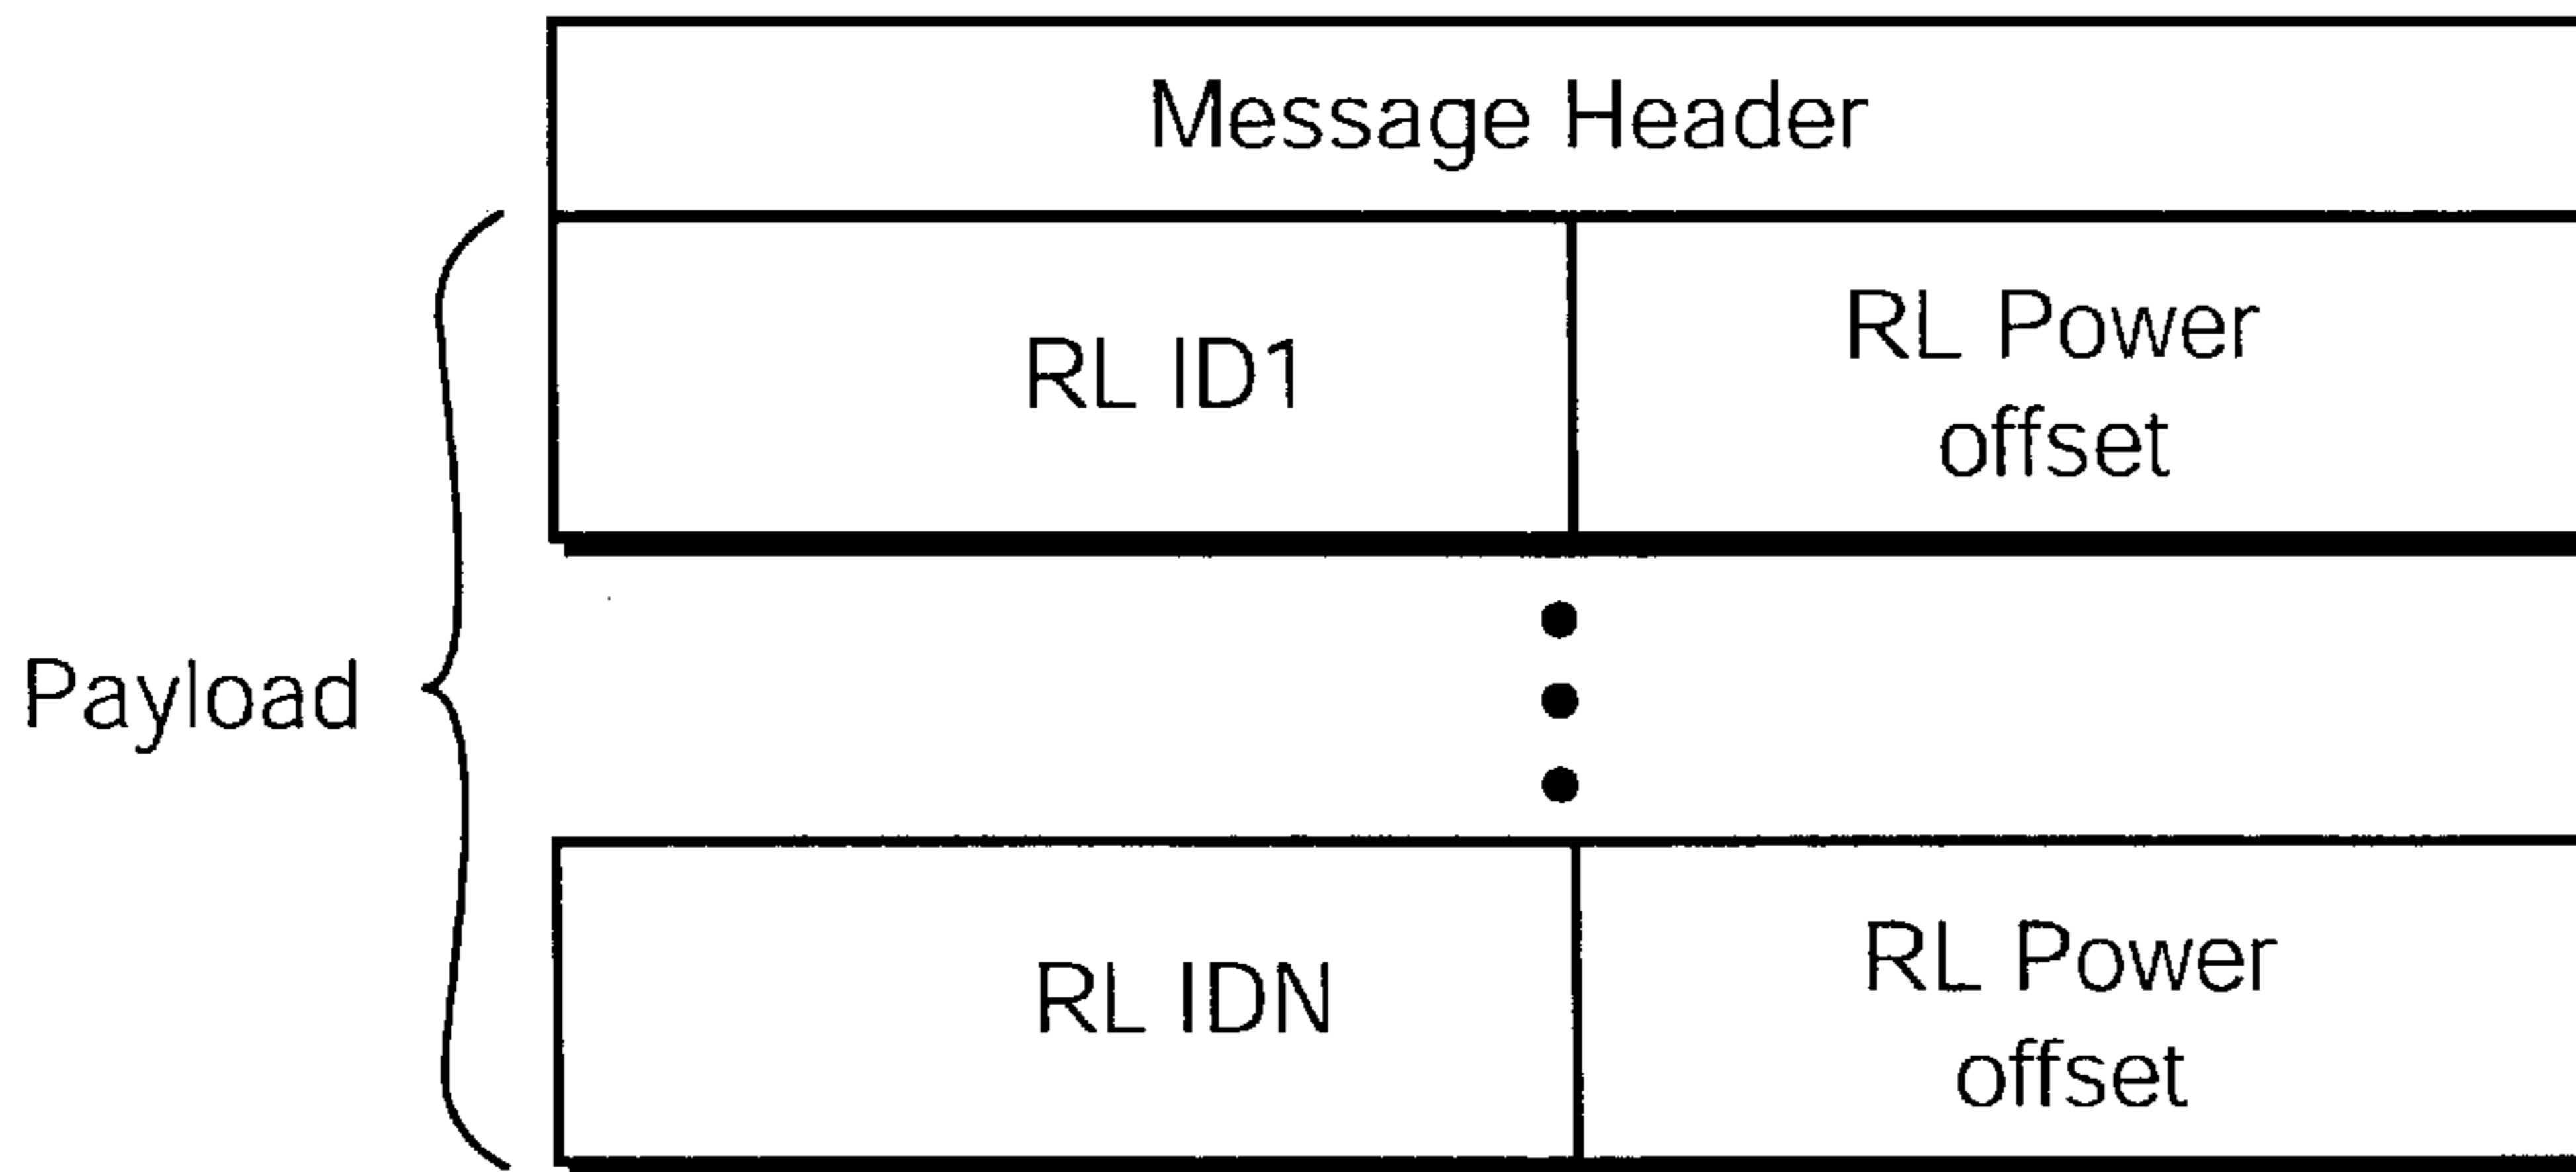 Message Header
RL ID1
RL Power
offset
Payload
RL IDN
RL Power
offset